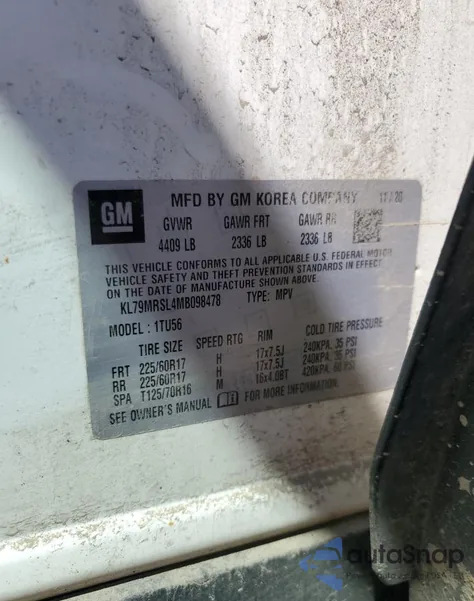 GM
MFD BY GM KOREA COMPANY 11/20
GVWR GAWR FRT GAWR RR
4409 LB 2336 LB 2336 LB
THIS VEHICLE CONFORMS TO ALL APPLICABLE U.S. FEDERAL MOTOR
VEHICLE SAFETY AND THEFT PREVENTION STANDARDS IN EFFECT
ON THE DATE OF MANUFACTURE SHOWN ABOVE.
KL79MRSL4MB098478 TYPE: MPV
MODEL: 1TU56
TIRE SIZE SPEED RTG RIM COLD TIRE PRESSURE
FRT 225/60R17 H 17x7.5J 240KPA, 35 PSI
RR 225/60R17 H 17x7.5J 240KPA, 35 PSI
SPA T125/70R16 M 16x4.0BT 420KPA, 60 PSI
SEE OWNER'S MANUAL FOR MORE INFORMATION.
autoSnap